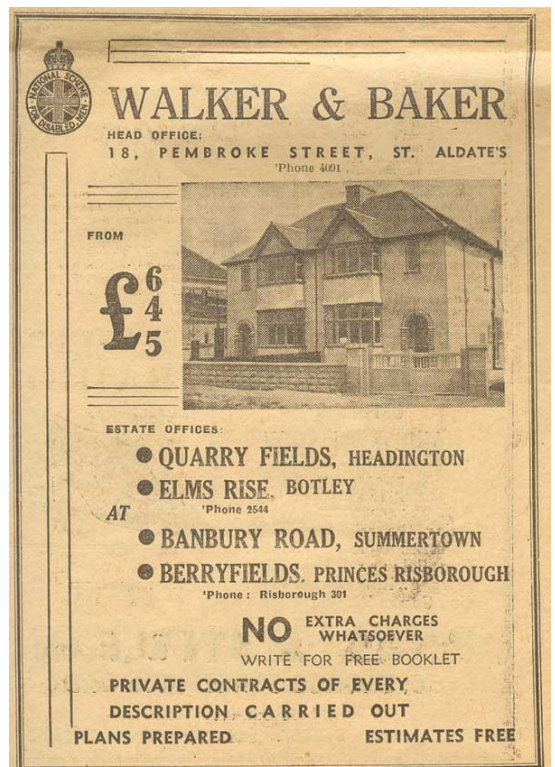 NATIONAL SCHEME
FOR DISABLED MEN
WALKER & BAKER
HEAD OFFICE:
18, PEMBROKE STREET, ST. ALDATE'S
'Phone 4091
FROM
£645
ESTATE OFFICES:
● QUARRY FIELDS, HEADINGTON
● ELMS RISE, BOTLEY
'Phone 2544
AT
● BANBURY ROAD, SUMMERTOWN
● BERRYFIELDS. PRINCES RISBOROUGH
'Phone : Risborough 301
NO EXTRA CHARGES
WHATSOEVER
WRITE FOR FREE BOOKLET
PRIVATE CONTRACTS OF EVERY
DESCRIPTION CARRIED OUT
PLANS PREPARED ESTIMATES FREE